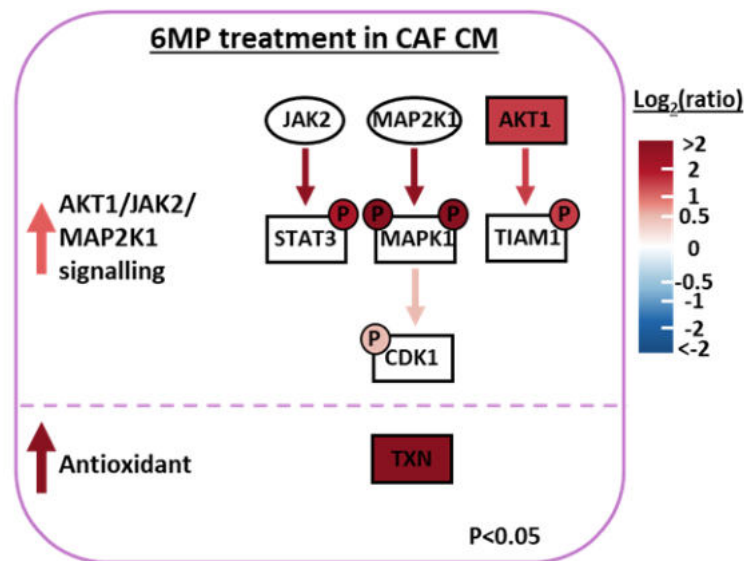 6MP treatment in CAF CM
Log2(ratio)
JAK2 MAP2K1 AKT1
>2
2
1
0.5
0
-0.5
-1
-2
<-2
AKT1/JAK2/
MAP2K1
signalling
P P P P
STAT3 MAPK1 TIAM1
P
CDK1
Antioxidant
TXN
P<0.05